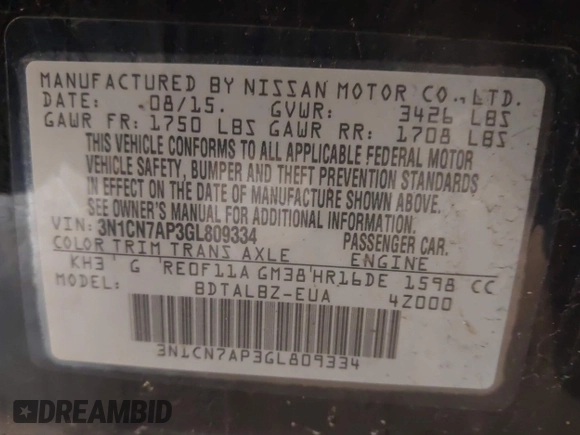 MANUFACTURED BY NISSAN MOTOR CO.,LTD.
DATE: 08/15. GVWR: 3426 LBS
GAWR FR: 1750 LBS GAWR RR: 1708 LBS
THIS VEHICLE CONFORMS TO ALL APPLICABLE FEDERAL MOTOR
VEHICLE SAFETY, BUMPER AND THEFT PREVENTION STANDARDS
IN EFFECT ON THE DATE OF MANUFACTURE SHOWN ABOVE.
SEE OWNER'S MANUAL FOR ADDITIONAL INFORMATION.
VIN: 3N1CN7AP3GL809334 PASSENGER CAR.
COLOR TRIM TRANS AXLE ENGINE
KH3 G RE0F11A GM38 HR16DE 1598 CC
MODEL: BDTALBZ-EUA 4Z000
3N1CN7AP3GL809334
DREAMBID